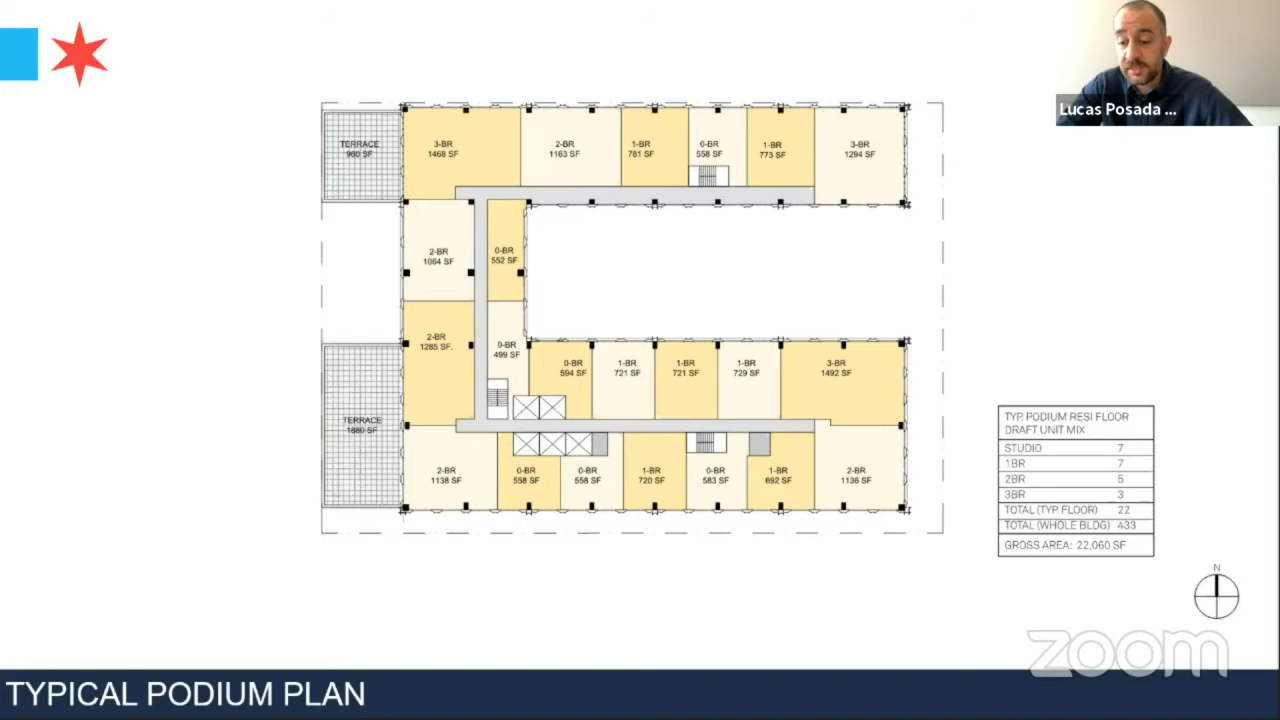 Lucas Posada ...
TERRACE
960 SF
3-BR
1468 SF
2-BR
1163 SF
1-BR
781 SF
0-BR
558 SF
1-BR
773 SF
3-BR
1294 SF
2-BR
1064 SF
0-BR
552 SF
2-BR
1285 SF.
0-BR
499 SF
0-BR
594 SF
1-BR
721 SF
1-BR
721 SF
1-BR
729 SF
3-BR
1492 SF
TERRACE
1880 SF
2-BR
1138 SF
0-BR
558 SF
0-BR
558 SF
1-BR
720 SF
0-BR
583 SF
1-BR
692 SF
2-BR
1136 SF
TYP. PODIUM RESI FLOOR
DRAFT UNIT MIX
STUDIO 7
1BR 7
2BR 5
3BR 3
TOTAL (TYP. FLOOR) 22
TOTAL (WHOLE BLDG) 433
GROSS AREA: 22,060 SF
N
zoom
TYPICAL PODIUM PLAN